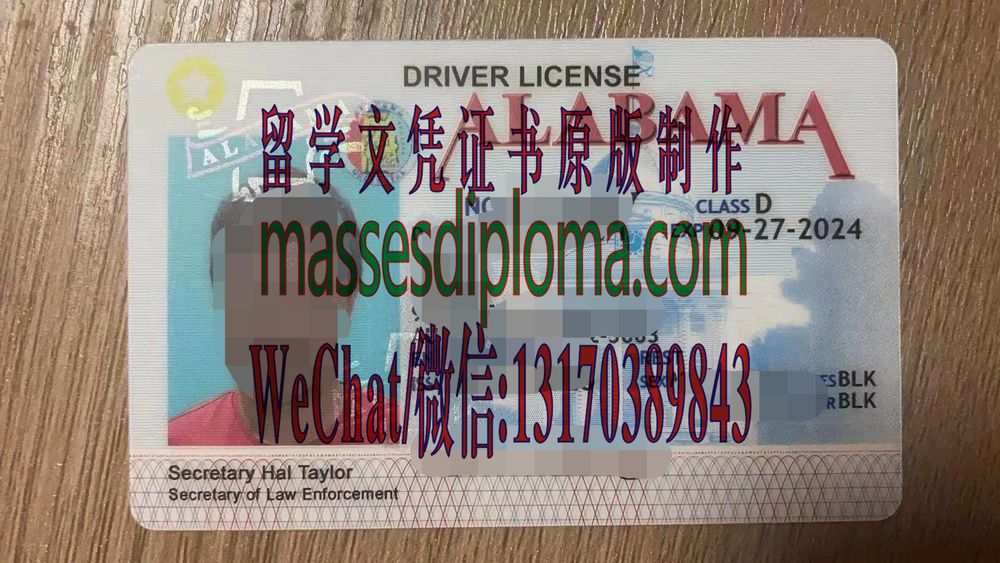 DRIVER LICENSE
ALABAMA
留学文凭证书原版制作
CLASS D
EXP 09-27-2024
massesdiploma.com
WeChat/微信:13170389843
BLK
BLK
Secretary Hal Taylor
Secretary of Law Enforcement